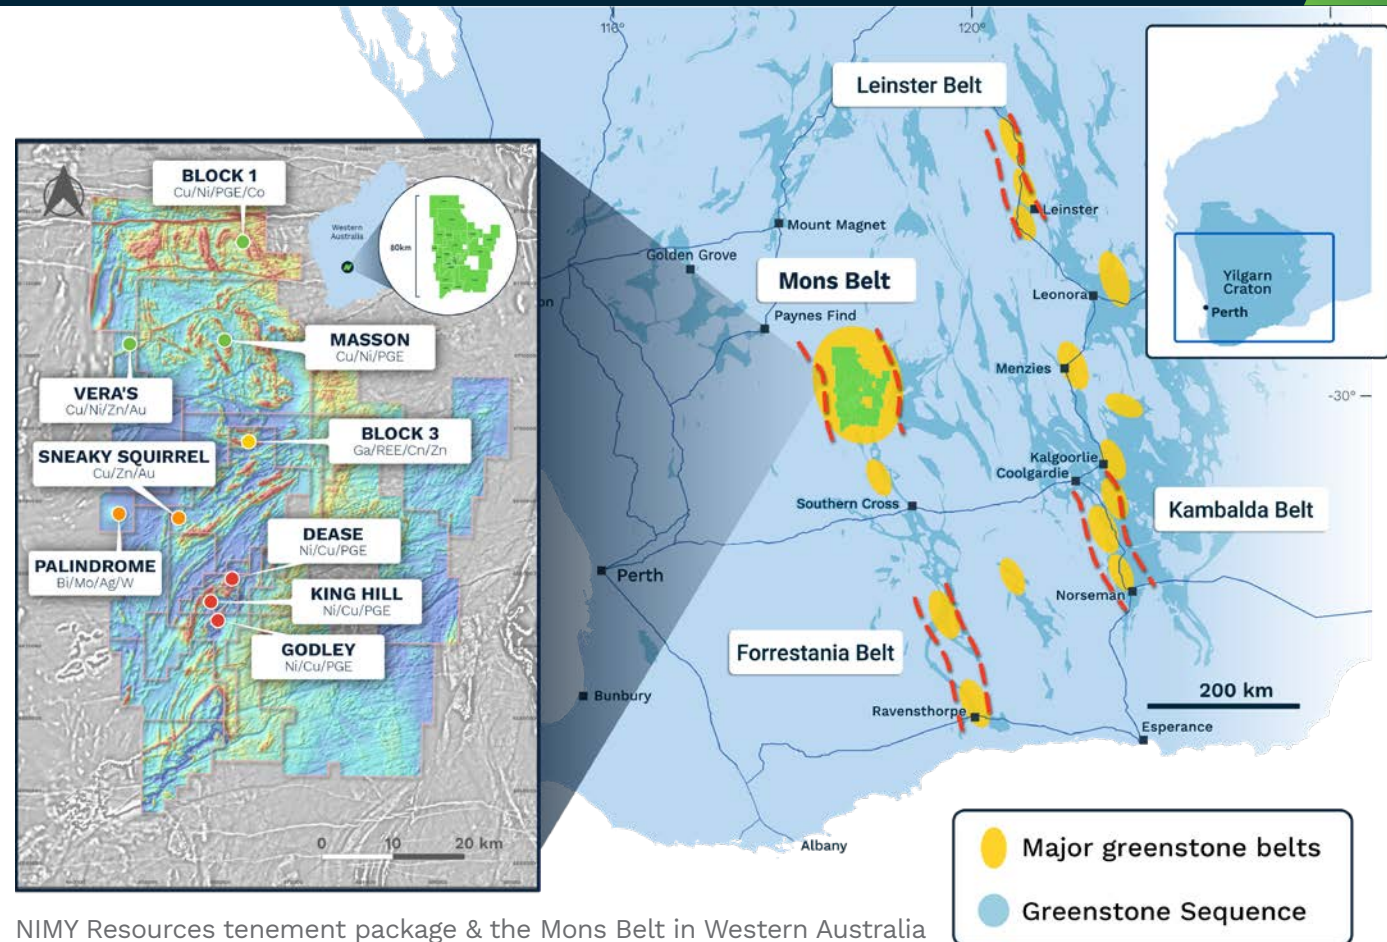 116°
120°
Leinster Belt
BLOCK 1
Cu/Ni/PGE/Co
Western
Australia
80km
Yilgarn
Craton
Perth
Leinster
Mount Magnet
Golden Grove
Mons Belt
Leonora
on
Paynes Find
MASSON
Cu/Ni/PGE
Menzies
-30°
VERA'S
Cu/Ni/Zn/Au
BLOCK 3
Ga/REE/Cn/Zn
SNEAKY SQUIRREL
Cu/Zn/Au
Kalgoorlie
Coolgardie
Southern Cross
Kambalda Belt
DEASE
Ni/Cu/PGE
PALINDROME
Bi/Mo/Ag/W
Perth
KING HILL
Ni/Cu/PGE
Norseman
GODLEY
Ni/Cu/PGE
Forrestania Belt
Bunbury
200 km
Ravensthorpe
Esperance
0 10 20 km
Albany
Major greenstone belts
Greenstone Sequence
NIMY Resources tenement package & the Mons Belt in Western Australia